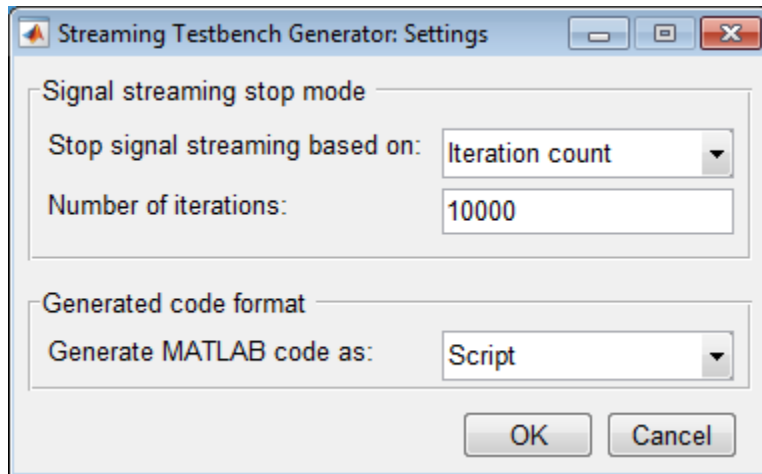 Streaming Testbench Generator: Settings
Signal streaming stop mode
Stop signal streaming based on: Iteration count
Number of iterations: 10000
Generated code format
Generate MATLAB code as: Script
OK Cancel